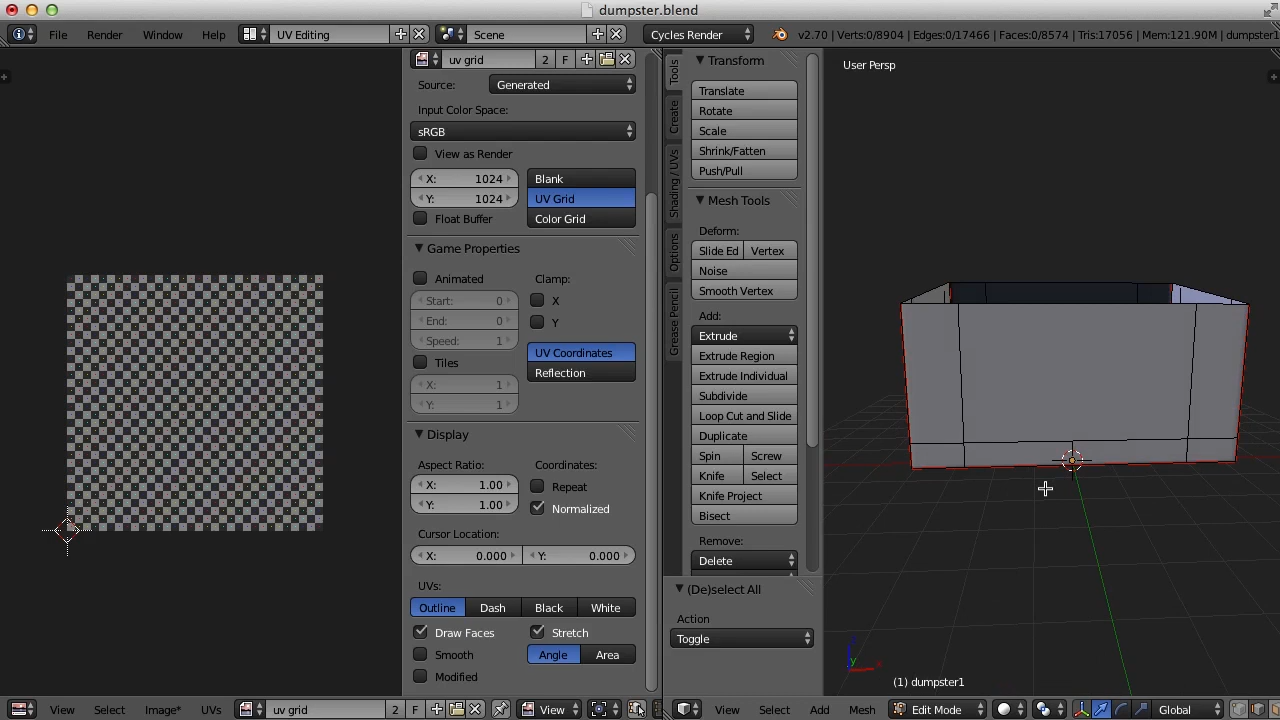 dumpster.blend
File Render Window Help UV Editing Scene Cycles Render v2.70 | Verts:0/8904 | Edges:0/17466 | Faces:0/8574 | Tris:17056 | Mem:121.90M | dumpster1
uv grid 2 F
Source: Generated
Input Color Space:
sRGB
View as Render
X: 1024
Y: 1024
Blank
UV Grid
Color Grid
Float Buffer
Game Properties
Animated
Clamp:
Start: 0
End: 0
Speed: 1
X
Y
Tiles
X: 1
Y: 1
UV Coordinates
Reflection
Display
Aspect Ratio:
X: 1.00
Y: 1.00
Coordinates:
Repeat
Normalized
Cursor Location:
X: 0.000 Y: 0.000
UVs:
Outline Dash Black White
Draw Faces
Stretch
Smooth
Angle Area
Modified
Tools
Create
Shading / UVs
Options
Grease Pencil
Transform
Translate
Rotate
Scale
Shrink/Fatten
Push/Pull
Mesh Tools
Deform:
Slide Ed Vertex
Noise
Smooth Vertex
Add:
Extrude
Extrude Region
Extrude Individual
Subdivide
Loop Cut and Slide
Duplicate
Spin Screw
Knife Select
Knife Project
Bisect
Remove:
Delete
(De)select All
Action
Toggle
User Persp
z
y
x
(1) dumpster1
View Select Image* UVs uv grid 2 F View
View Select Add Mesh Edit Mode Global